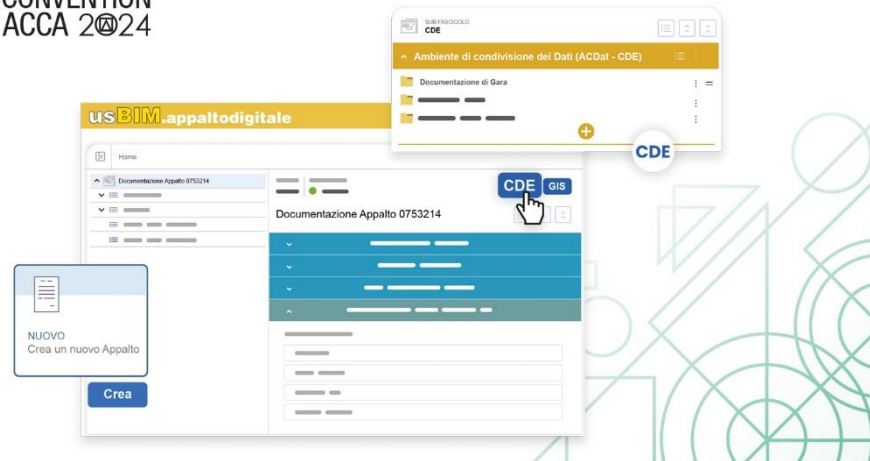 CONVENTION
ACCA 2024
SUB FASCICOLO
CDE
Ambiente di condivisione dei Dati (ACDat - CDE)
Documentazione di Gara
CDE
usBIM.appaltodigitale
Home
Documentazione Appalto 0753214
CDE
GIS
Documentazione Appalto 0753214
NUOVO
Crea un nuovo Appalto
Crea